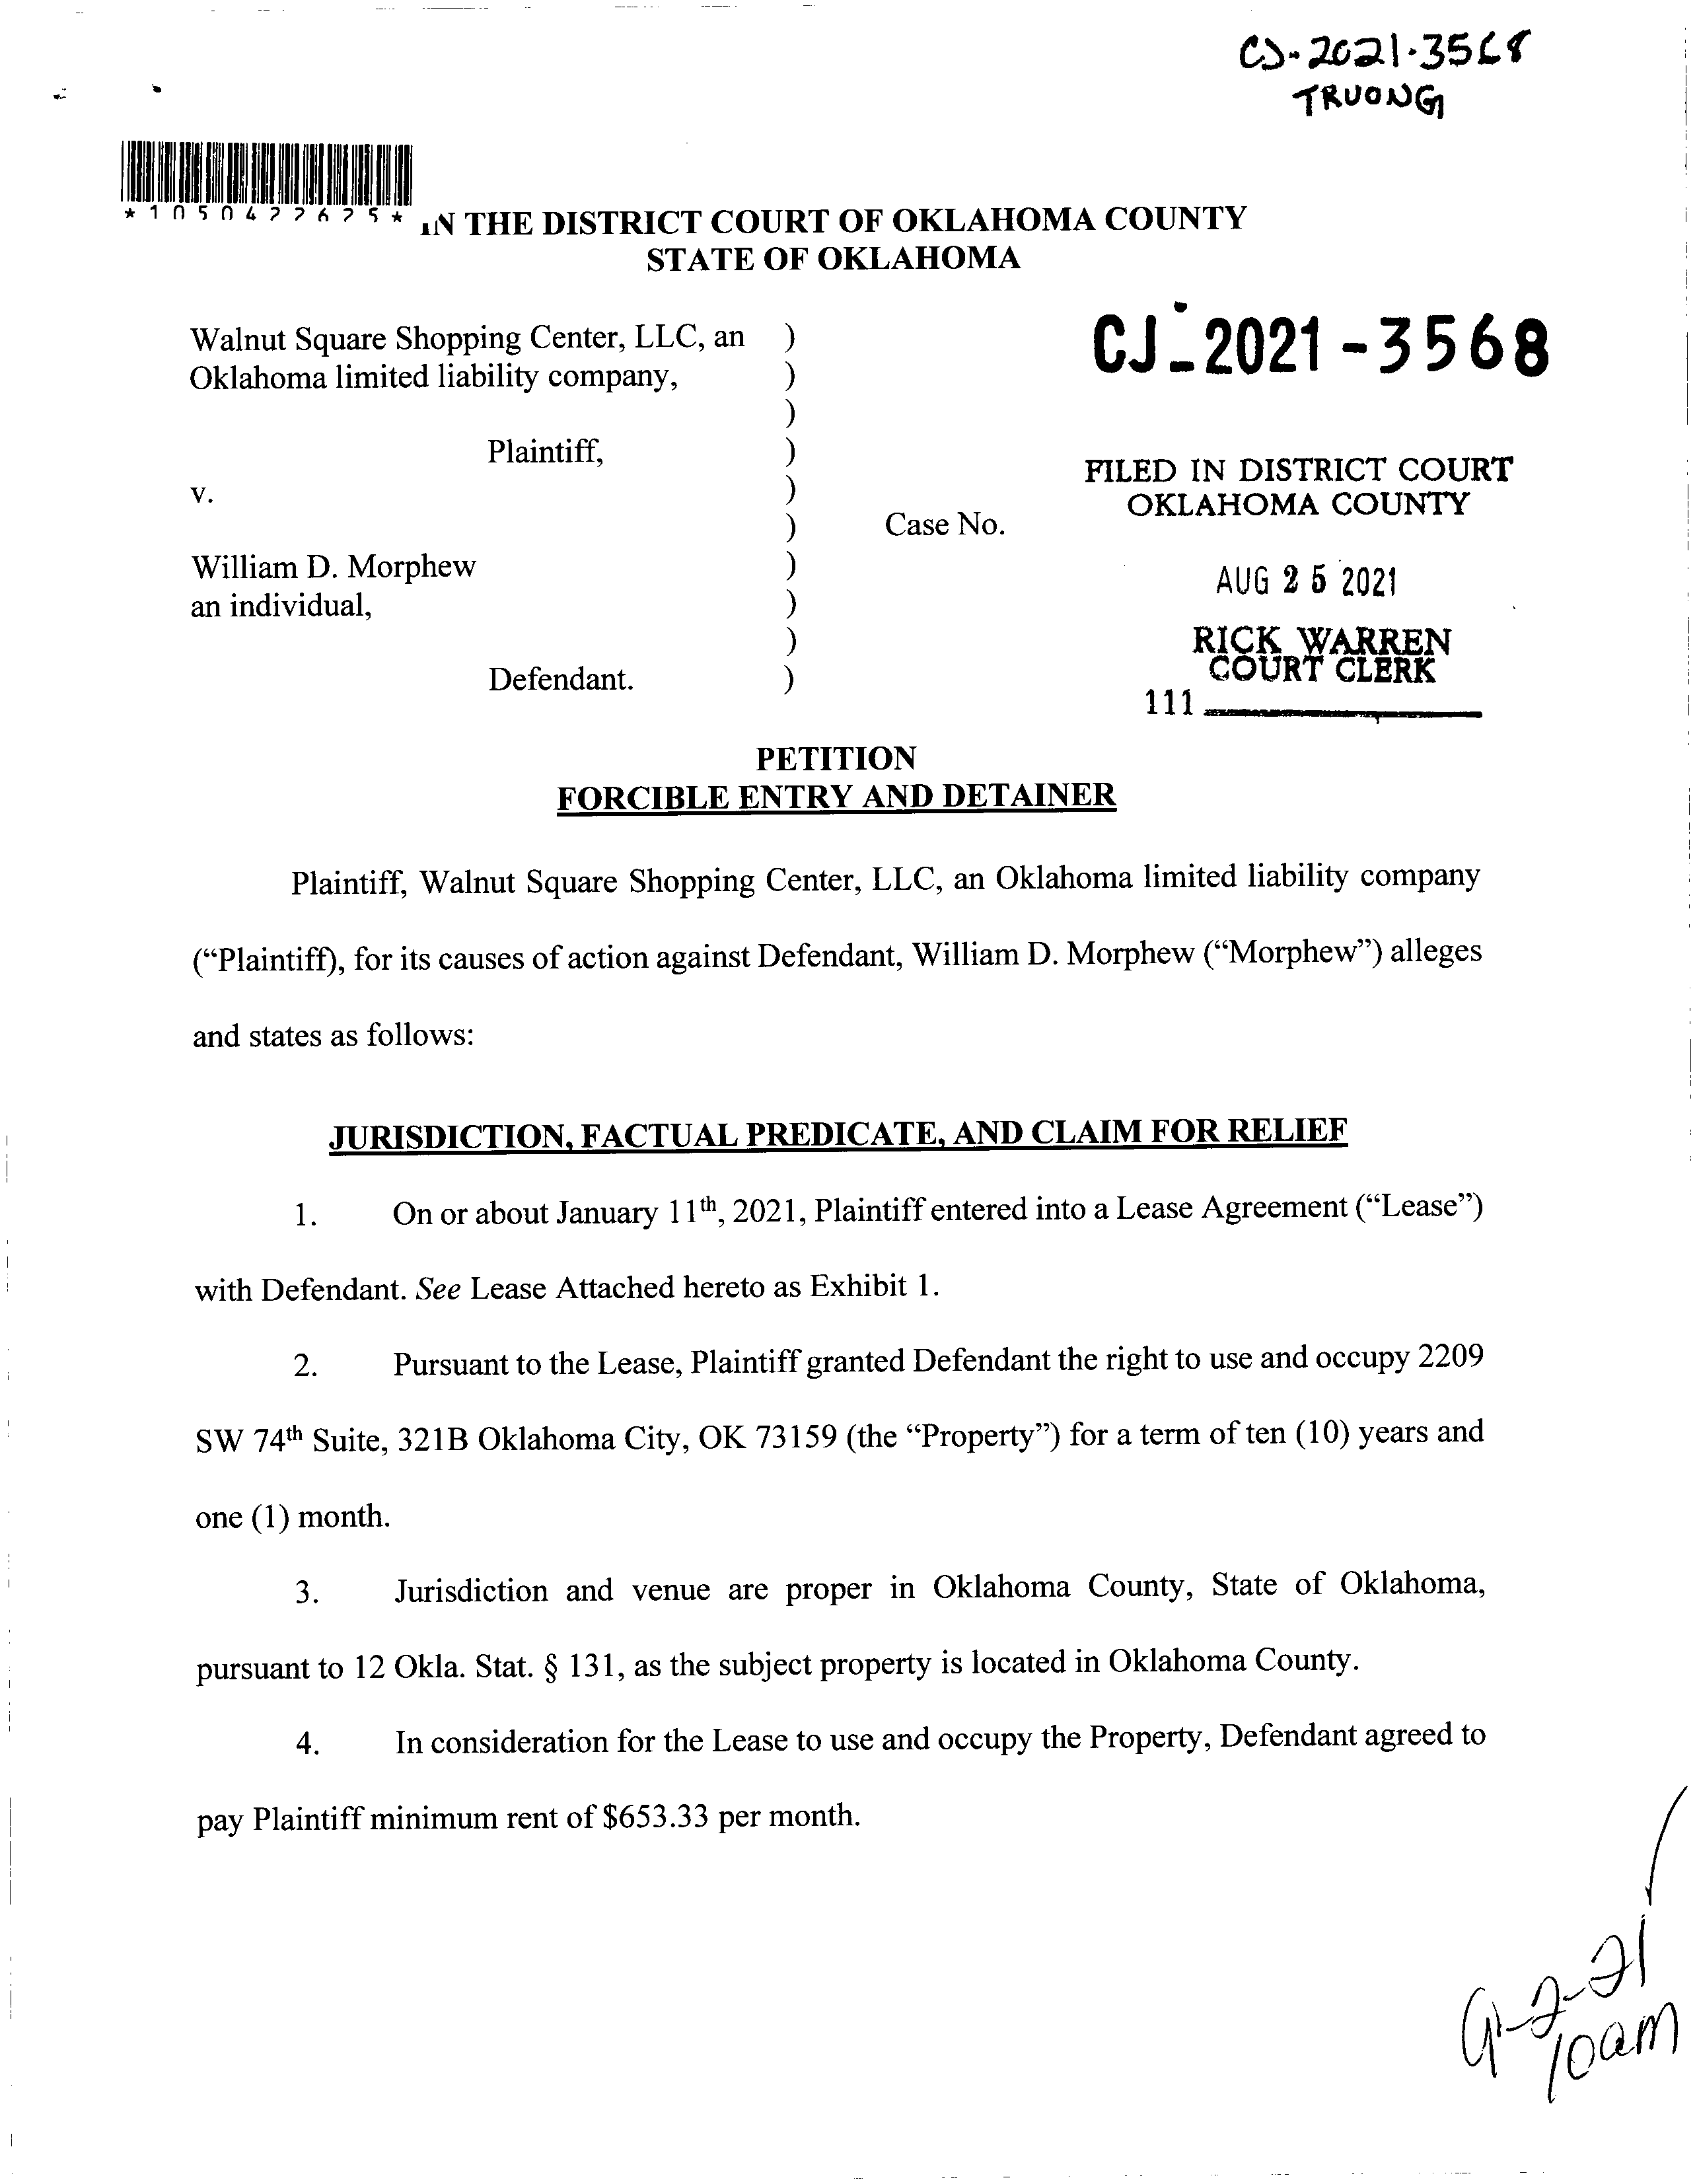 CJ-2021-3568
TRUONG
*1050422625*
IN THE DISTRICT COURT OF OKLAHOMA COUNTY
STATE OF OKLAHOMA
Walnut Square Shopping Center, LLC, an )
Oklahoma limited liability company, )
)
Plaintiff, )
v. )
) Case No.
William D. Morphew )
an individual, )
)
Defendant. )
CJ-2021-3568
FILED IN DISTRICT COURT
OKLAHOMA COUNTY
AUG 25 2021
RICK WARREN
COURT CLERK
111
PETITION
FORCIBLE ENTRY AND DETAINER
Plaintiff, Walnut Square Shopping Center, LLC, an Oklahoma limited liability company
(“Plaintiff), for its causes of action against Defendant, William D. Morphew (“Morphew”) alleges
and states as follows:
JURISDICTION, FACTUAL PREDICATE, AND CLAIM FOR RELIEF
1. On or about January 11th, 2021, Plaintiff entered into a Lease Agreement (“Lease”)
with Defendant. See Lease Attached hereto as Exhibit 1.
2. Pursuant to the Lease, Plaintiff granted Defendant the right to use and occupy 2209
SW 74th Suite, 321B Oklahoma City, OK 73159 (the “Property”) for a term of ten (10) years and
one (1) month.
3. Jurisdiction and venue are proper in Oklahoma County, State of Oklahoma,
pursuant to 12 Okla. Stat. § 131, as the subject property is located in Oklahoma County.
4. In consideration for the Lease to use and occupy the Property, Defendant agreed to
pay Plaintiff minimum rent of $653.33 per month.
9-2-21
10am